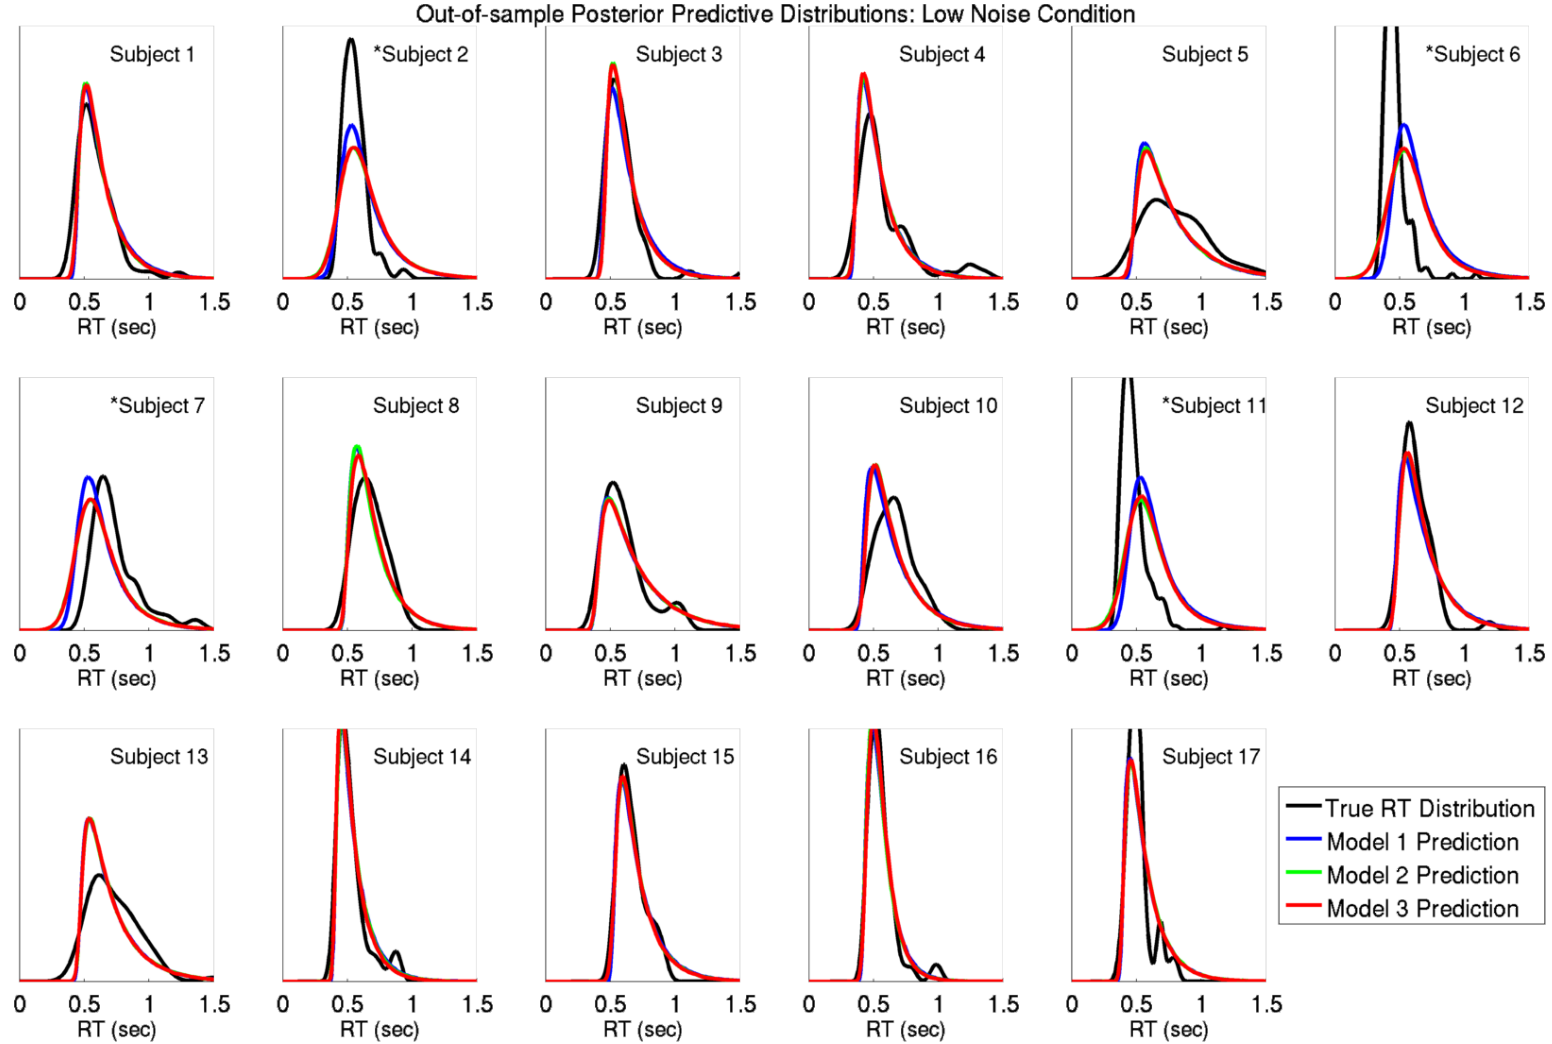 Out-of-sample Posterior Predictive Distributions: Low Noise Condition
Subject 1
*Subject 2
Subject 3
Subject 4
Subject 5
*Subject 6
0 0.5 1 1.5
0 0.5 1 1.5
0 0.5 1 1.5
0 0.5 1 1.5
0 0.5 1 1.5
0 0.5 1 1.5
RT (sec)
RT (sec)
RT (sec)
RT (sec)
RT (sec)
RT (sec)
*Subject 7
Subject 8
Subject 9
Subject 10
*Subject 11
Subject 12
0 0.5 1 1.5
0 0.5 1 1.5
0 0.5 1 1.5
0 0.5 1 1.5
0 0.5 1 1.5
0 0.5 1 1.5
RT (sec)
RT (sec)
RT (sec)
RT (sec)
RT (sec)
RT (sec)
Subject 13
Subject 14
Subject 15
Subject 16
Subject 17
0 0.5 1 1.5
0 0.5 1 1.5
0 0.5 1 1.5
0 0.5 1 1.5
0 0.5 1 1.5
RT (sec)
RT (sec)
RT (sec)
RT (sec)
RT (sec)
True RT Distribution
Model 1 Prediction
Model 2 Prediction
Model 3 Prediction